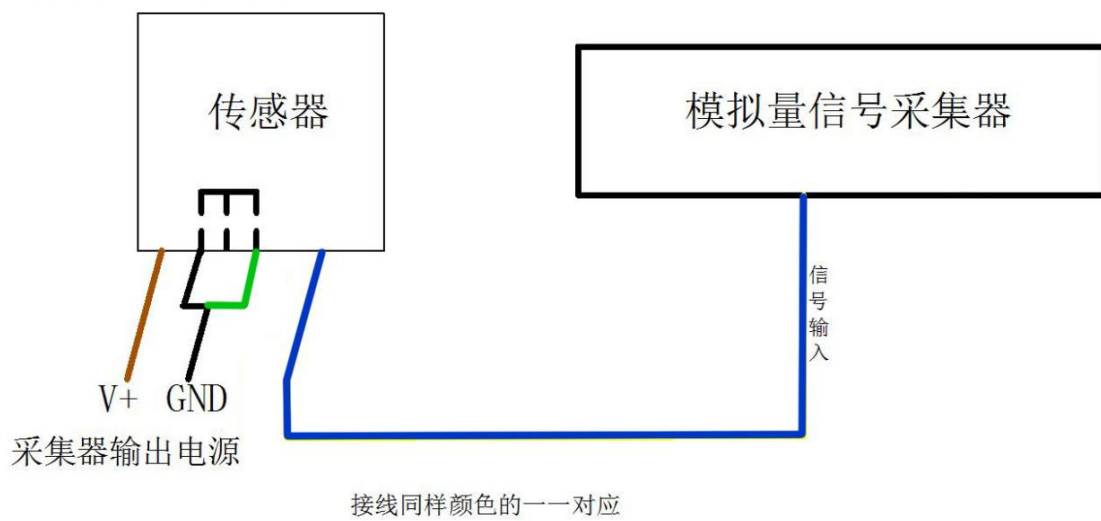 传感器
模拟量信号采集器
信号输入
V+ GND
采集器输出电源
接线同样颜色的一一对应